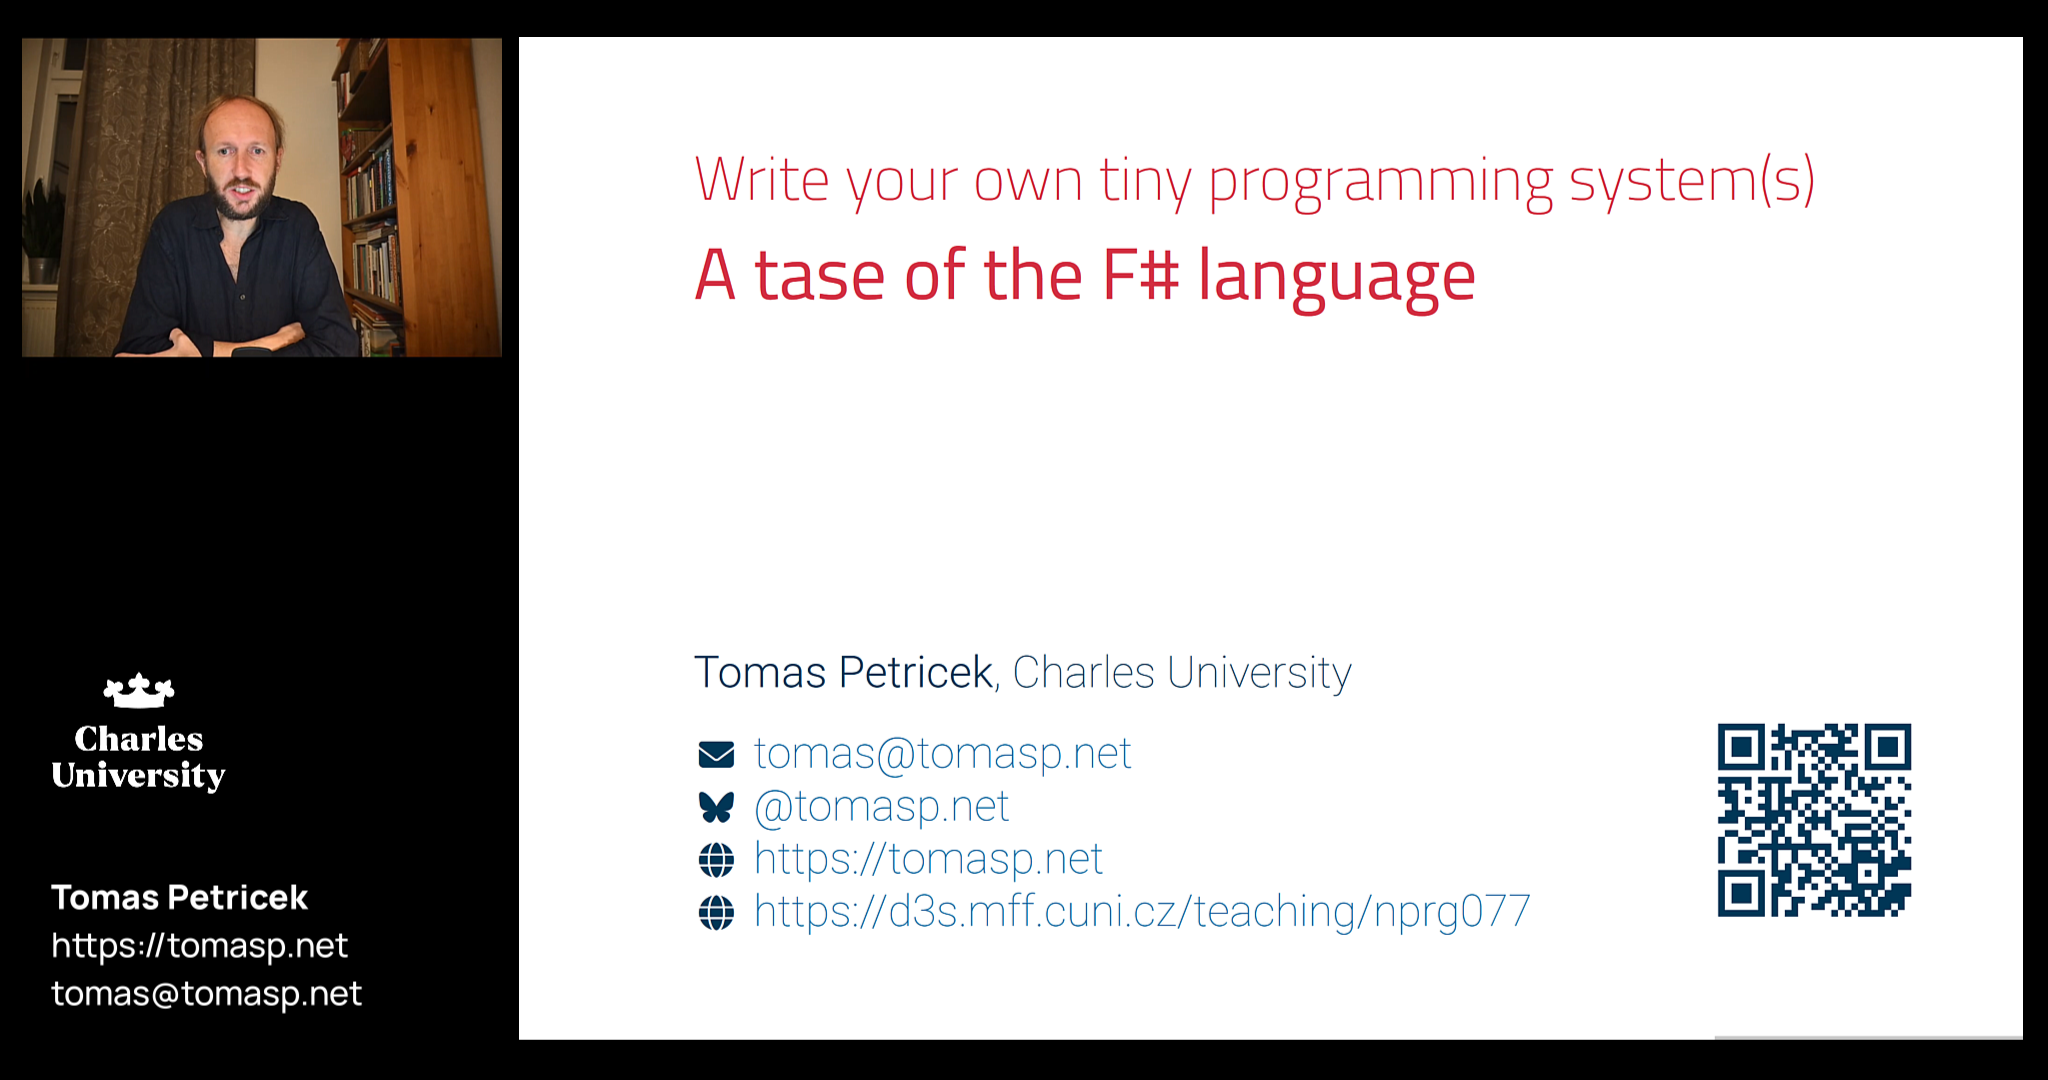 Write your own tiny programming system(s)
A tase of the F# language
Tomas Petricek, Charles University
tomas@tomasp.net
@tomasp.net
https://tomasp.net
https://d3s.mff.cuni.cz/teaching/nprg077
Charles
University
Tomas Petricek
https://tomasp.net
tomas@tomasp.net